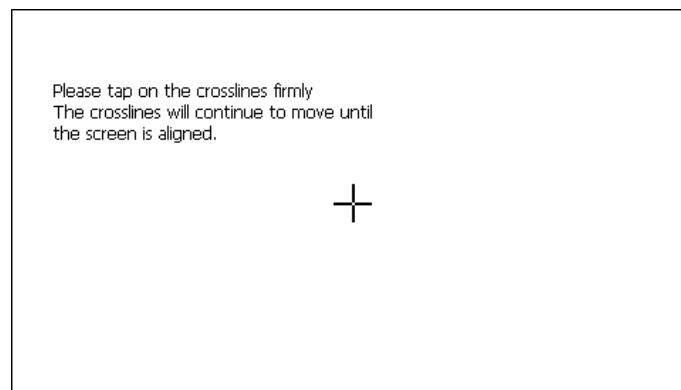 Please tap on the crosslines firmly
The crosslines will continue to move until
the screen is aligned.